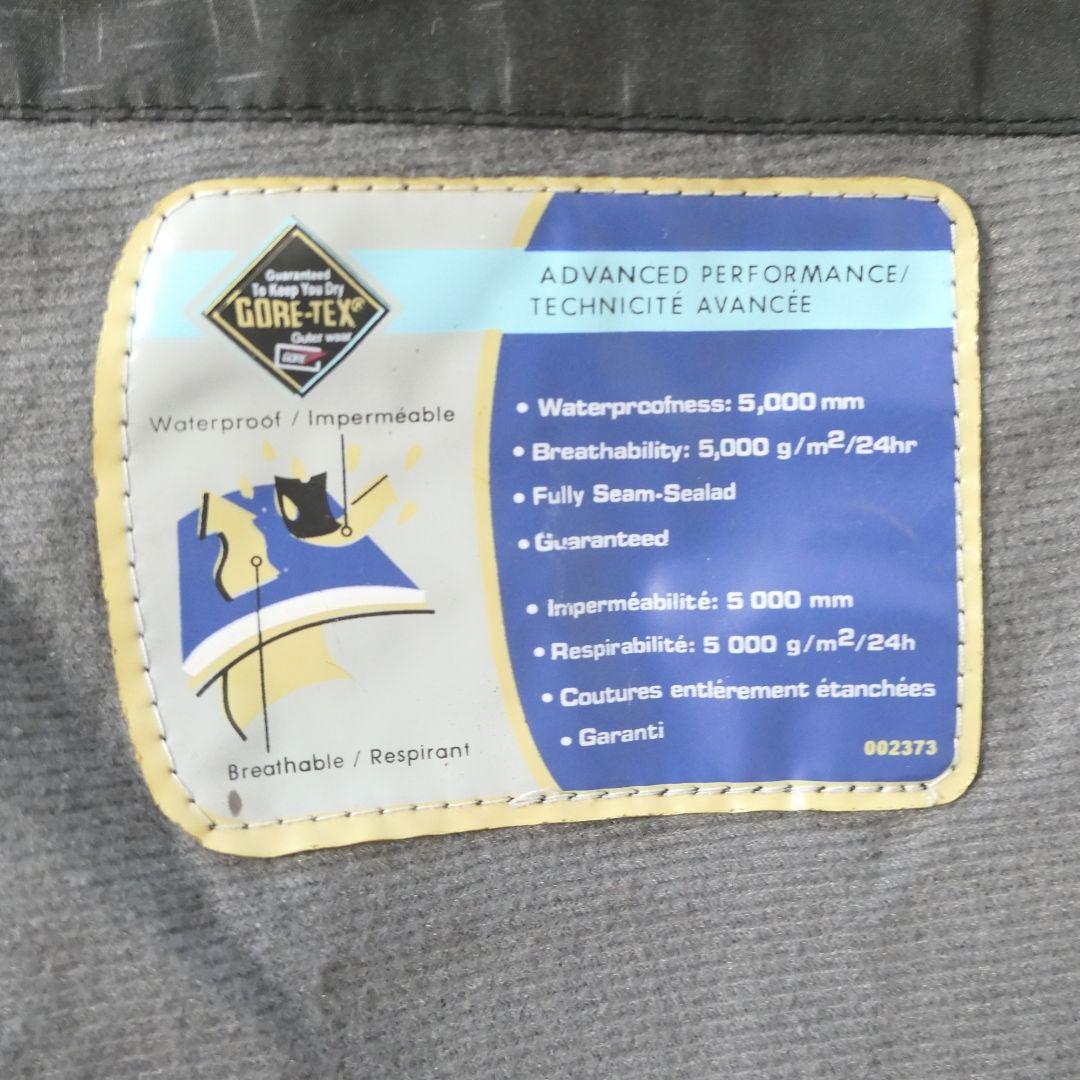 Guaranteed
To Keep You Dry
GORE-TEX®
Outer wear
GORE
ADVANCED PERFORMANCE/
TECHNICITÉ AVANCÉE
Waterproof / Imperméable
Breathable / Respirant
• Waterprcofness: 5,000 mm
• Breathability: 5,000 g/m²/24hr
• Fully Seam-Sealad
• Guaranteed
• Imperméabilité: 5 000 mm
• Respirabilité: 5 000 g/m²/24h
• Coutures entlérement étanchées
• Garanti
002373